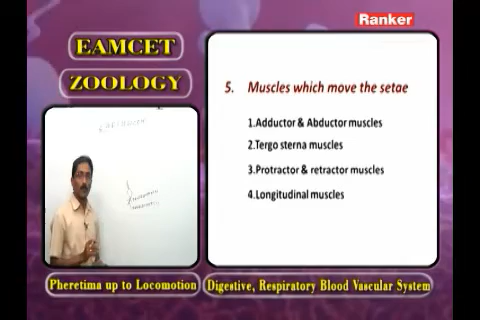 Ranker
EAMCET
ZOOLOGY
5. Muscles which move the setae
1.Adductor & Abductor muscles
2.Tergo sterna muscles
3.Protractor & retractor muscles
4.Longitudinal muscles
Pheretima up to Locomotion
Digestive, Respiratory Blood Vascular System